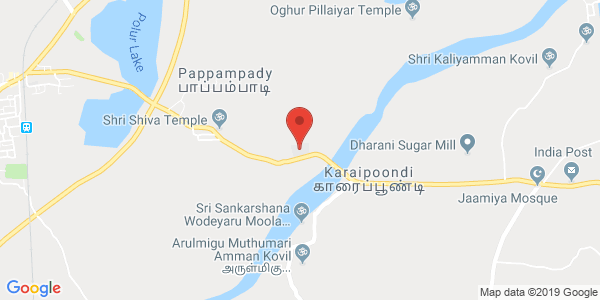 Oghur Pillaiyar Temple
Polur Lake
Shri Kaliyamman Kovil
Pappampady
பாப்பம்பாடி
Shri Shiva Temple
Dharani Sugar Mill
India Post
Karaipoondi
காரைப்பூண்டி
Jaamiya Mosque
Sri Sankarshana
Wodeyaru Moola...
Arulmigu Muthumari
Amman Kovil
அருள்மிகு...
Google
Map data ©2019 Google